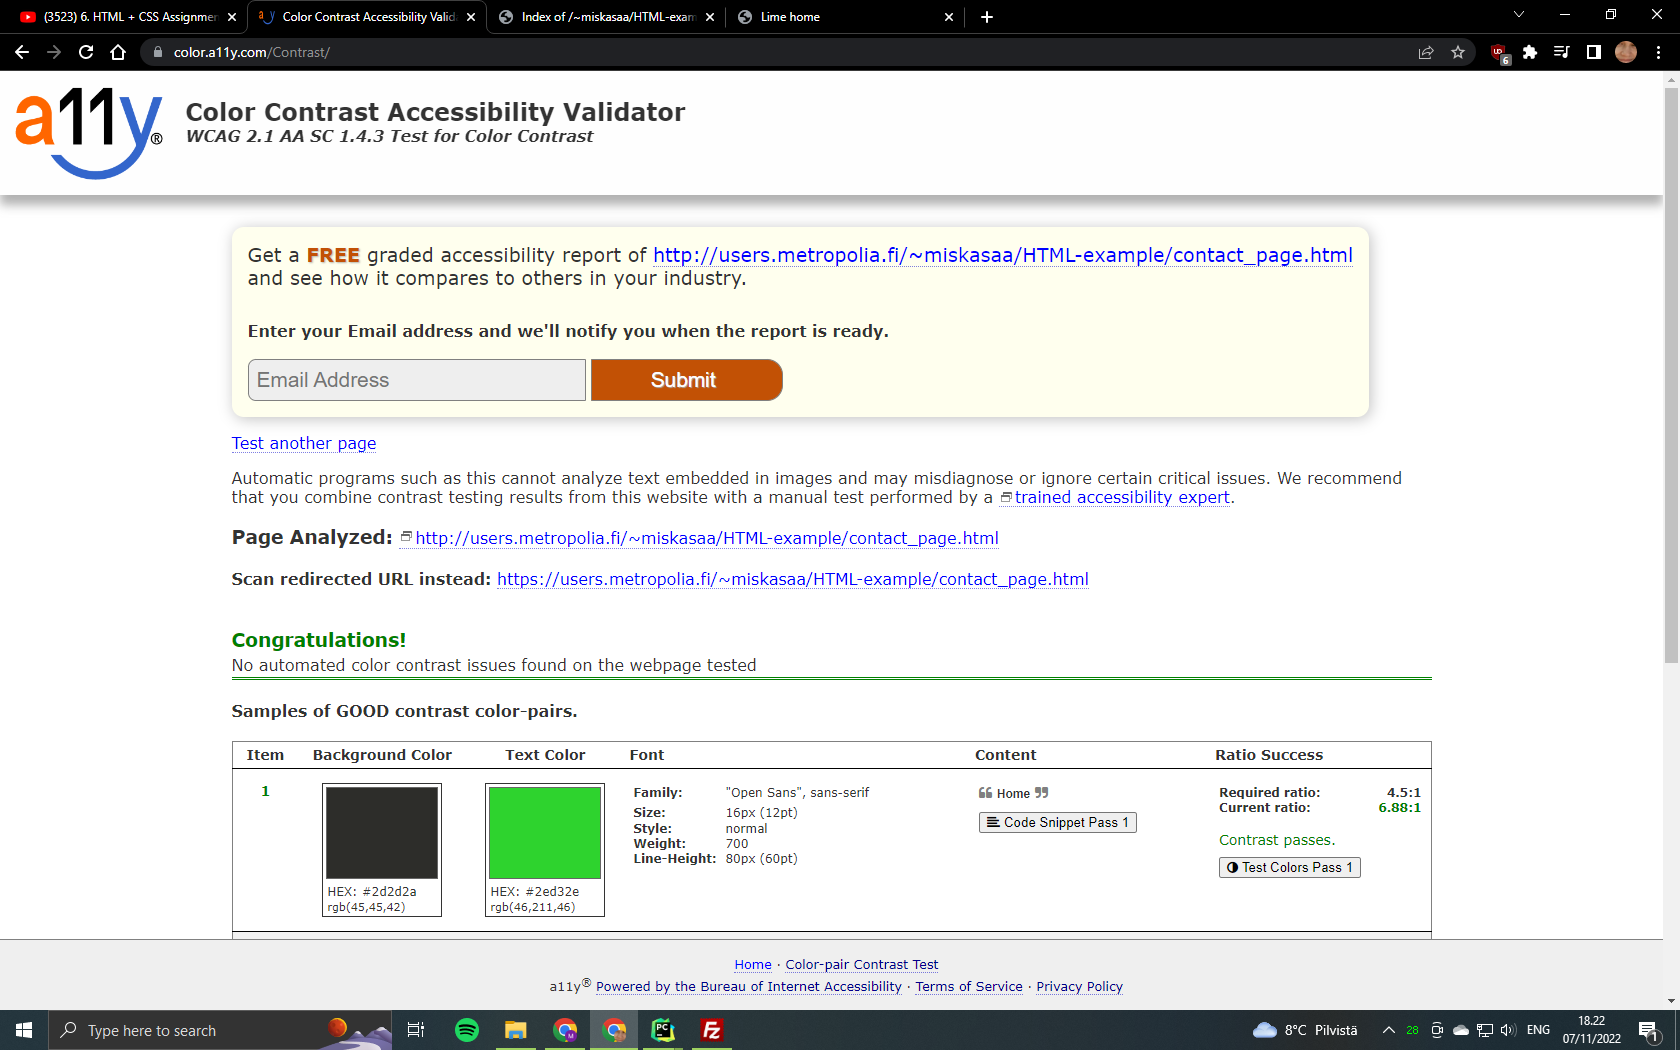 (3523) 6. HTML + CSS Assignmen
Color Contrast Accessibility Valid
Index of /~miskasaa/HTML-exam
Lime home
color.a11y.com/Contrast/
6
a11y®
Color Contrast Accessibility Validator
WCAG 2.1 AA SC 1.4.3 Test for Color Contrast
Get a FREE graded accessibility report of http://users.metropolia.fi/~miskasaa/HTML-example/contact_page.html
and see how it compares to others in your industry.
Enter your Email address and we'll notify you when the report is ready.
Email Address
Submit
Test another page
Automatic programs such as this cannot analyze text embedded in images and may misdiagnose or ignore certain critical issues. We recommend
that you combine contrast testing results from this website with a manual test performed by a trained accessibility expert.
Page Analyzed: http://users.metropolia.fi/~miskasaa/HTML-example/contact_page.html
Scan redirected URL instead: https://users.metropolia.fi/~miskasaa/HTML-example/contact_page.html
Congratulations!
No automated color contrast issues found on the webpage tested
Samples of GOOD contrast color-pairs.
Item Background Color Text Color Font Content Ratio Success
1
HEX: #2d2d2a
rgb(45,45,42)
HEX: #2ed32e
rgb(46,211,46)
Family: "Open Sans", sans-serif
Size: 16px (12pt)
Style: normal
Weight: 700
Line-Height: 80px (60pt)
❝ Home ❞
Code Snippet Pass 1
Required ratio: 4.5:1
Current ratio: 6.88:1
Contrast passes.
Test Colors Pass 1
Home · Color-pair Contrast Test
a11y® Powered by the Bureau of Internet Accessibility · Terms of Service · Privacy Policy
Type here to search
PC
FZ
8°C Pilvistä
28
ENG
18.22
07/11/2022
1